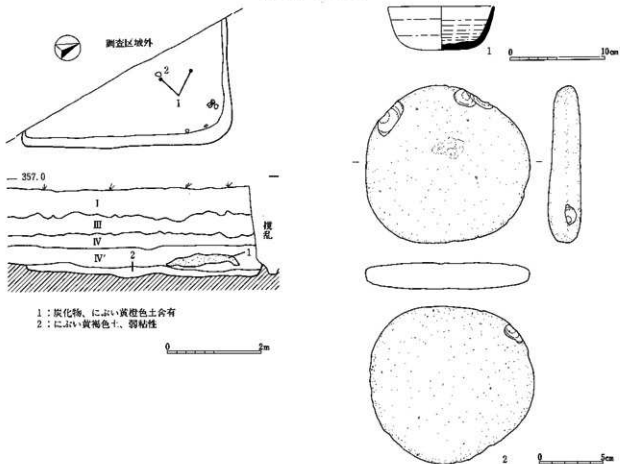 調査区域外
2
1
357.0
I
III
IV
IV'
2
1
攪乱
1：炭化物、にぶい黄橙色土含有
2：にぶい黄褐色土、弱粘性
0 2m
1
0 10cm
2
0 5cm